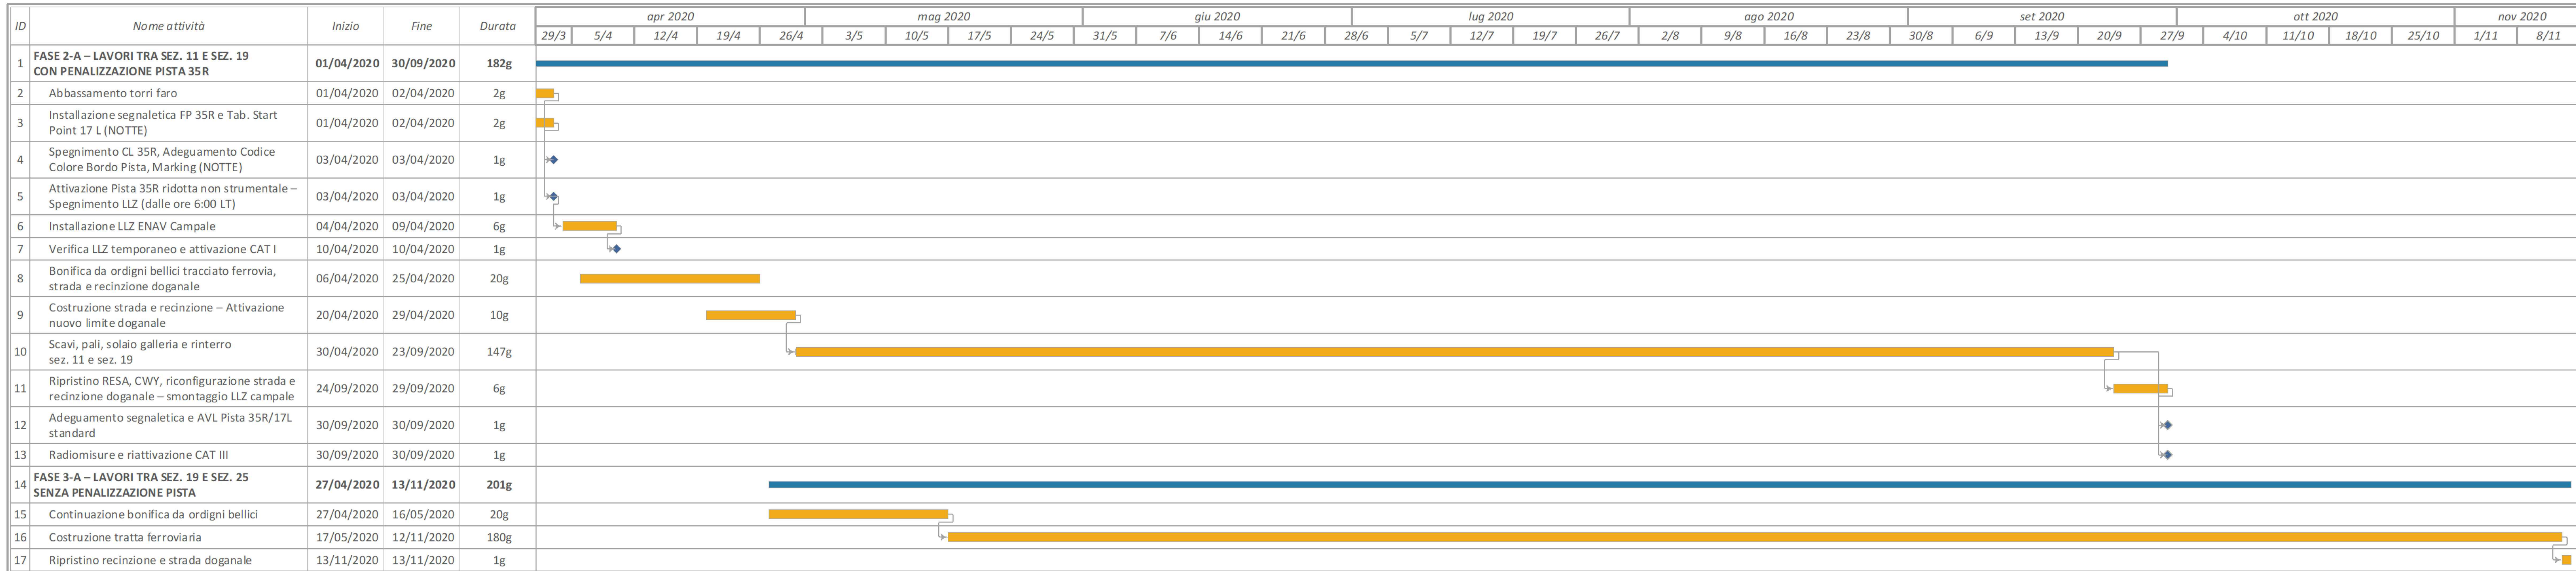 ID Nome attività Inizio Fine Durata apr 2020 mag 2020 giu 2020 lug 2020 ago 2020 set 2020 ott 2020 nov 2020
29/3 5/4 12/4 19/4 26/4 3/5 10/5 17/5 24/5 31/5 7/6 14/6 21/6 28/6 5/7 12/7 19/7 26/7 2/8 9/8 16/8 23/8 30/8 6/9 13/9 20/9 27/9 4/10 11/10 18/10 25/10 1/11 8/11
1 FASE 2-A – LAVORI TRA SEZ. 11 E SEZ. 19
CON PENALIZZAZIONE PISTA 35R 01/04/2020 30/09/2020 182g
2 Abbassamento torri faro 01/04/2020 02/04/2020 2g
3 Installazione segnaletica FP 35R e Tab. Start
Point 17 L (NOTTE) 01/04/2020 02/04/2020 2g
4 Spegnimento CL 35R, Adeguamento Codice
Colore Bordo Pista, Marking (NOTTE) 03/04/2020 03/04/2020 1g
5 Attivazione Pista 35R ridotta non strumentale –
Spegnimento LLZ (dalle ore 6:00 LT) 03/04/2020 03/04/2020 1g
6 Installazione LLZ ENAV Campale 04/04/2020 09/04/2020 6g
7 Verifica LLZ temporaneo e attivazione CAT I 10/04/2020 10/04/2020 1g
8 Bonifica da ordigni bellici tracciato ferrovia,
strada e recinzione doganale 06/04/2020 25/04/2020 20g
9 Costruzione strada e recinzione – Attivazione
nuovo limite doganale 20/04/2020 29/04/2020 10g
10 Scavi, pali, solaio galleria e rinterro
sez. 11 e sez. 19 30/04/2020 23/09/2020 147g
11 Ripristino RESA, CWY, riconfigurazione strada e
recinzione doganale – smontaggio LLZ campale 24/09/2020 29/09/2020 6g
12 Adeguamento segnaletica e AVL Pista 35R/17L
standard 30/09/2020 30/09/2020 1g
13 Radiomisure e riattivazione CAT III 30/09/2020 30/09/2020 1g
14 FASE 3-A – LAVORI TRA SEZ. 19 E SEZ. 25
SENZA PENALIZZAZIONE PISTA 27/04/2020 13/11/2020 201g
15 Continuazione bonifica da ordigni bellici 27/04/2020 16/05/2020 20g
16 Costruzione tratta ferroviaria 17/05/2020 12/11/2020 180g
17 Ripristino recinzione e strada doganale 13/11/2020 13/11/2020 1g